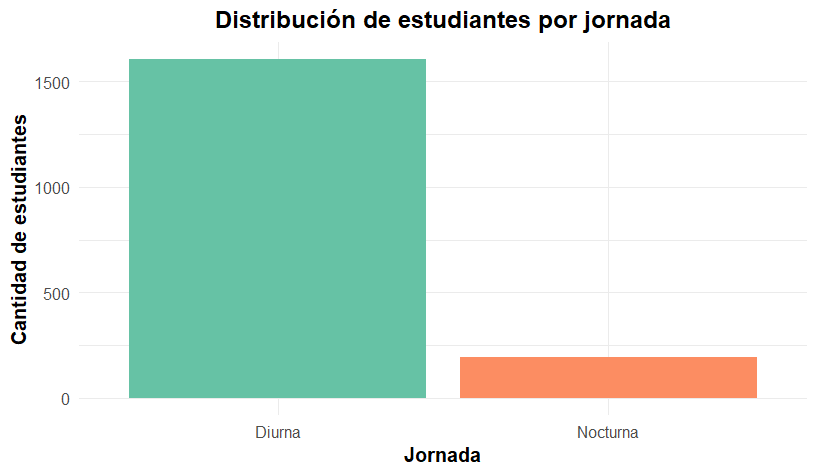 Distribución de estudiantes por jornada
Cantidad de estudiantes
1500
1000
500
0
Diurna
Nocturna
Jornada